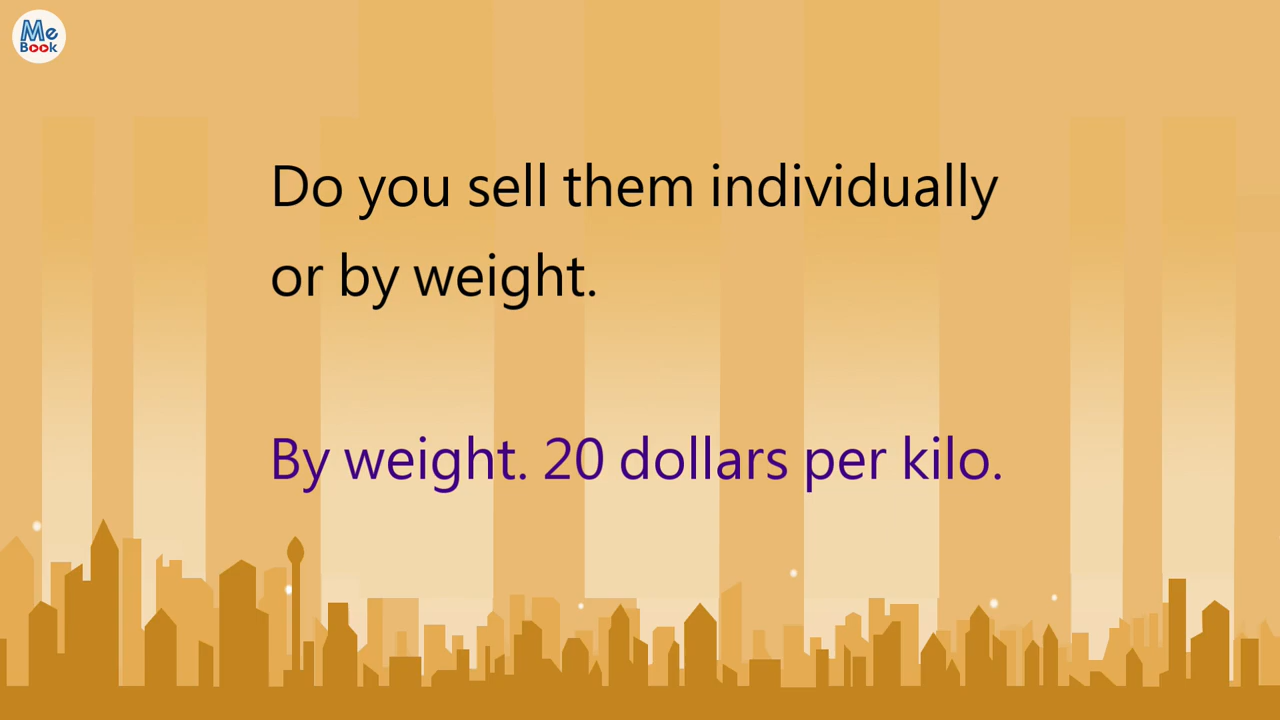 Me
Book
Do you sell them individually
or by weight.
By weight. 20 dollars per kilo.